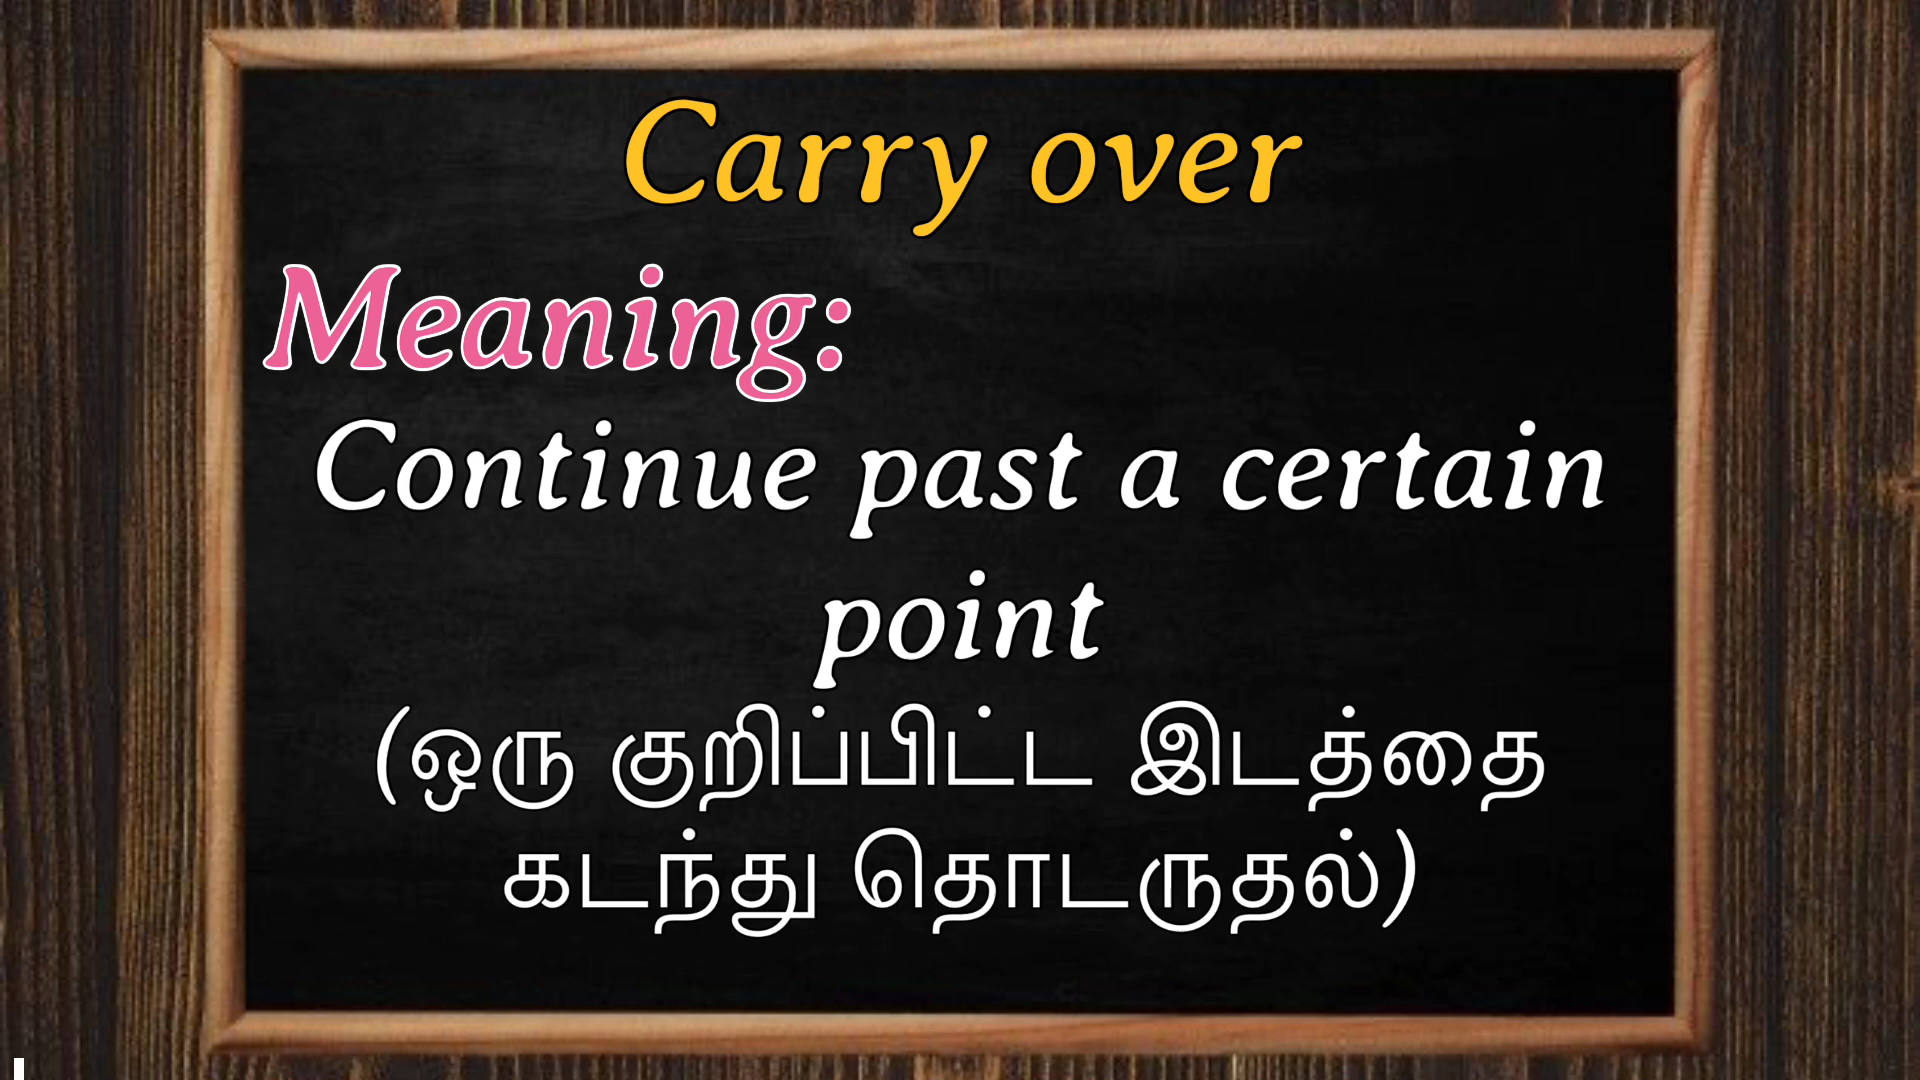 Carry over
Meaning:
Continue past a certain
point
(ஒரு குறிப்பிட்ட இடத்தை
கடந்து தொடருதல்)